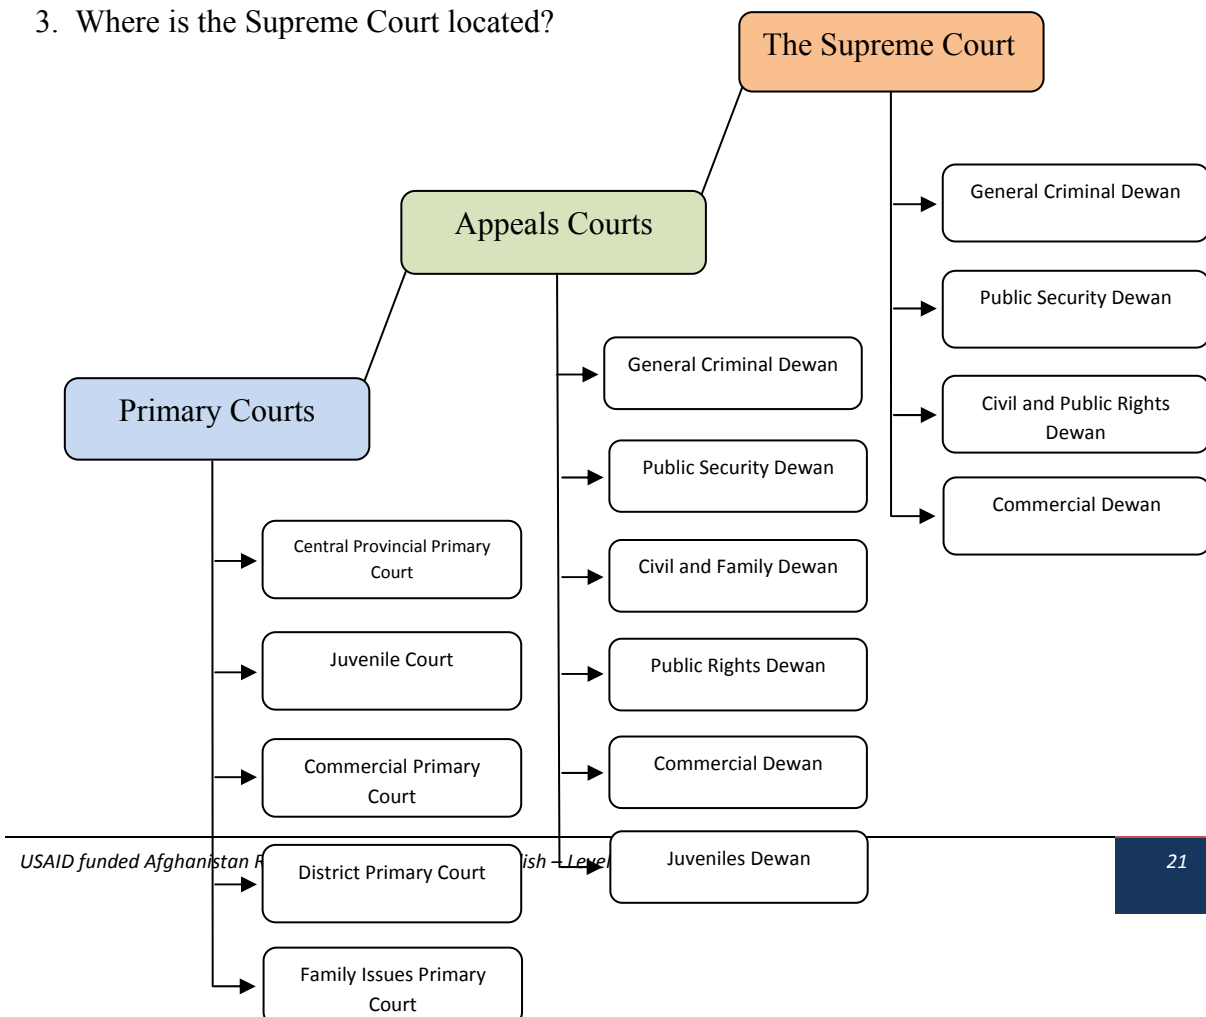 3. Where is the Supreme Court located?
The Supreme Court
General Criminal Dewan
Public Security Dewan
Civil and Public Rights
Dewan
Commercial Dewan
Appeals Courts
General Criminal Dewan
Public Security Dewan
Civil and Family Dewan
Public Rights Dewan
Commercial Dewan
Juveniles Dewan
Primary Courts
Central Provincial Primary
Court
Juvenile Court
Commercial Primary
Court
District Primary Court
Family Issues Primary
Court
USAID funded Afghanistan
21